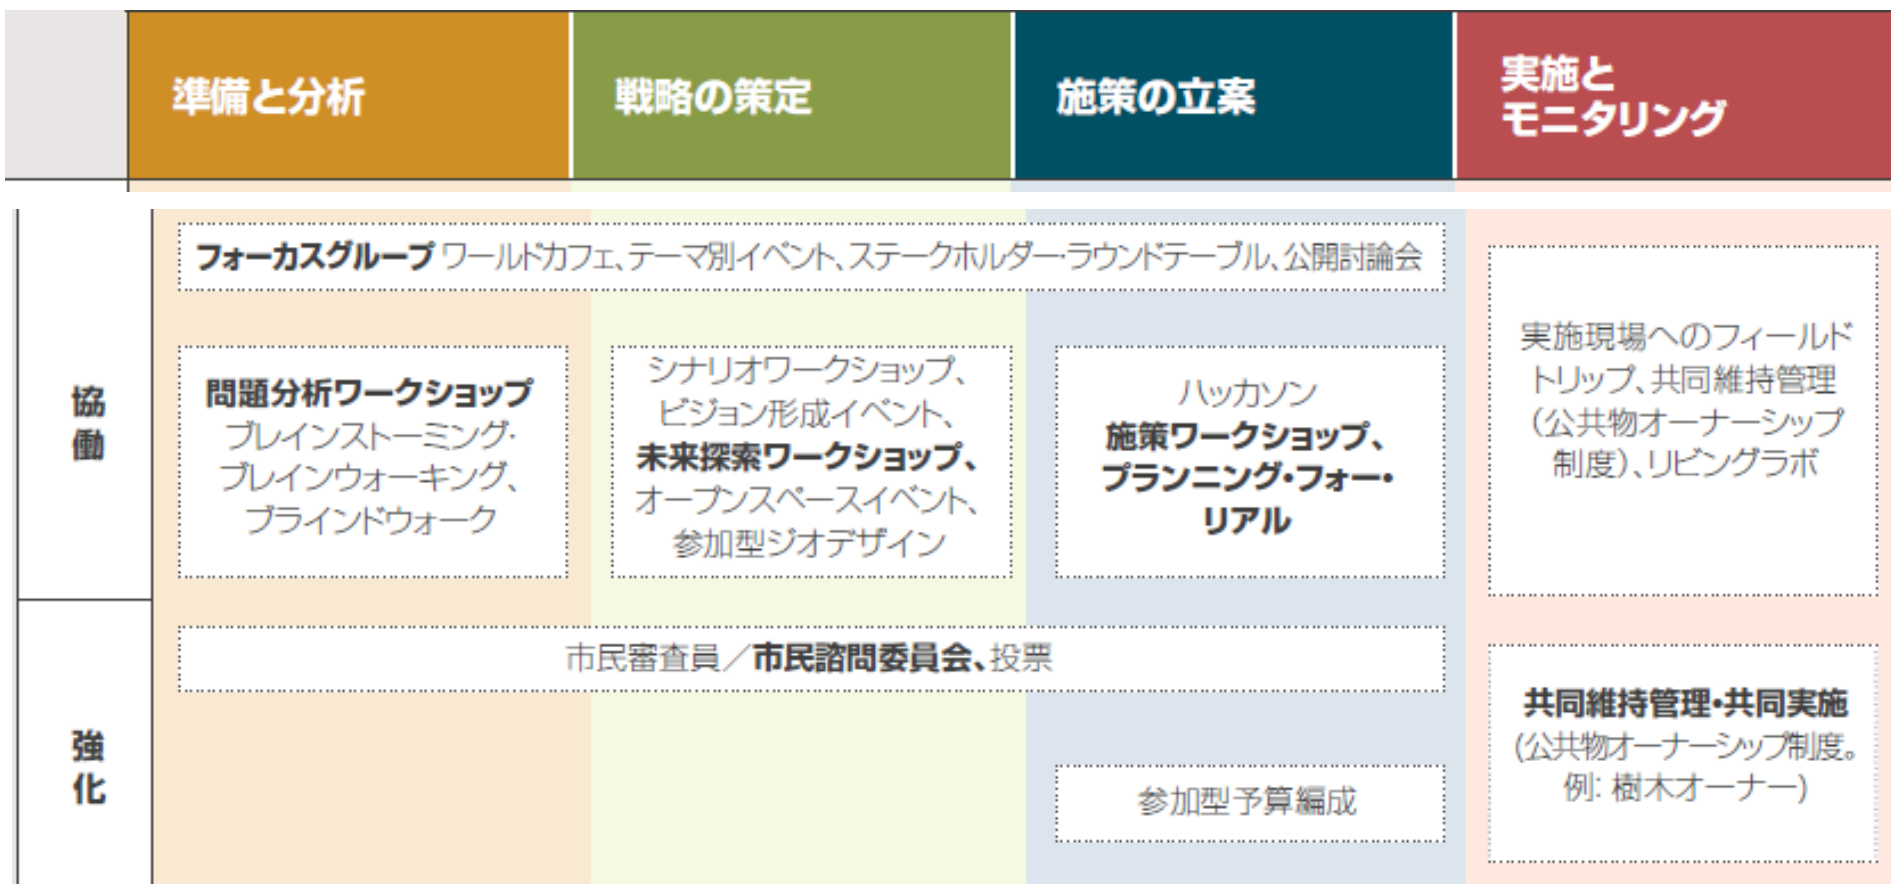 準備と分析
戦略の策定
施策の立案
実施と
モニタリング
協働
フォーカスグループ ワールドカフェ、テーマ別イベント、ステークホルダー・ラウンドテーブル、公開討論会
問題分析ワークショップ
ブレインストーミング・
ブレインウォーキング、
ブラインドウォーク
シナリオワークショップ、
ビジョン形成イベント、
未来探索ワークショップ、
オープンスペースイベント、
参加型ジオデザイン
ハッカソン
施策ワークショップ、
プランニング・フォー・
リアル
実施現場へのフィールド
トリップ、共同維持管理
（公共物オーナーシップ
制度）、リビングラボ
強化
市民審査員／市民諮問委員会、投票
参加型予算編成
共同維持管理・共同実施
(公共物オーナーシップ制度。
例: 樹木オーナー)